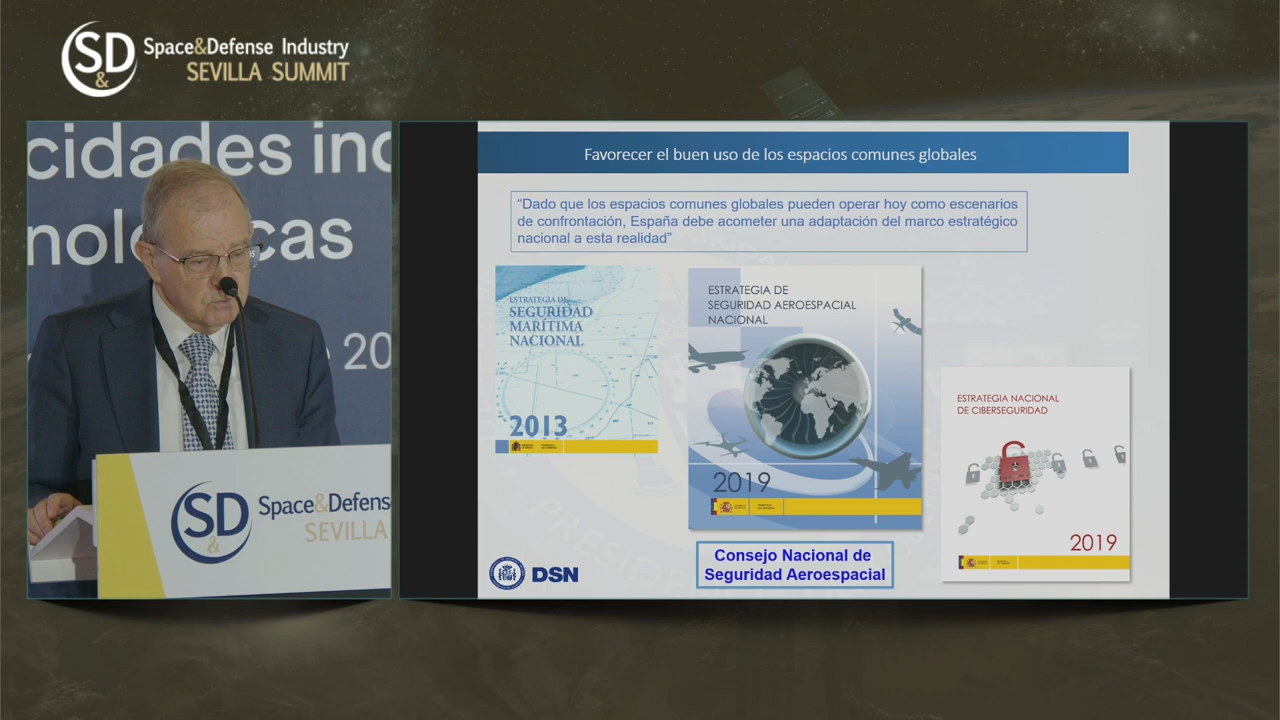 S&D Space&Defense Industry
SEVILLA SUMMIT
cidades inc
nol cas
20
S&D Space&Defens
SEVILLA
Favorecer el buen uso de los espacios comunes globales
“Dado que los espacios comunes globales pueden operar hoy como escenarios
de confrontación, España debe acometer una adaptación del marco estratégico
nacional a esta realidad”
ESTRATEGIA DE
SEGURIDAD
MARÍTIMA
NACIONAL
2013
ESTRATEGIA DE
SEGURIDAD AEROESPACIAL
NACIONAL
2019
ESTRATEGIA NACIONAL
DE CIBERSEGURIDAD
2019
Consejo Nacional de
Seguridad Aeroespacial
DSN